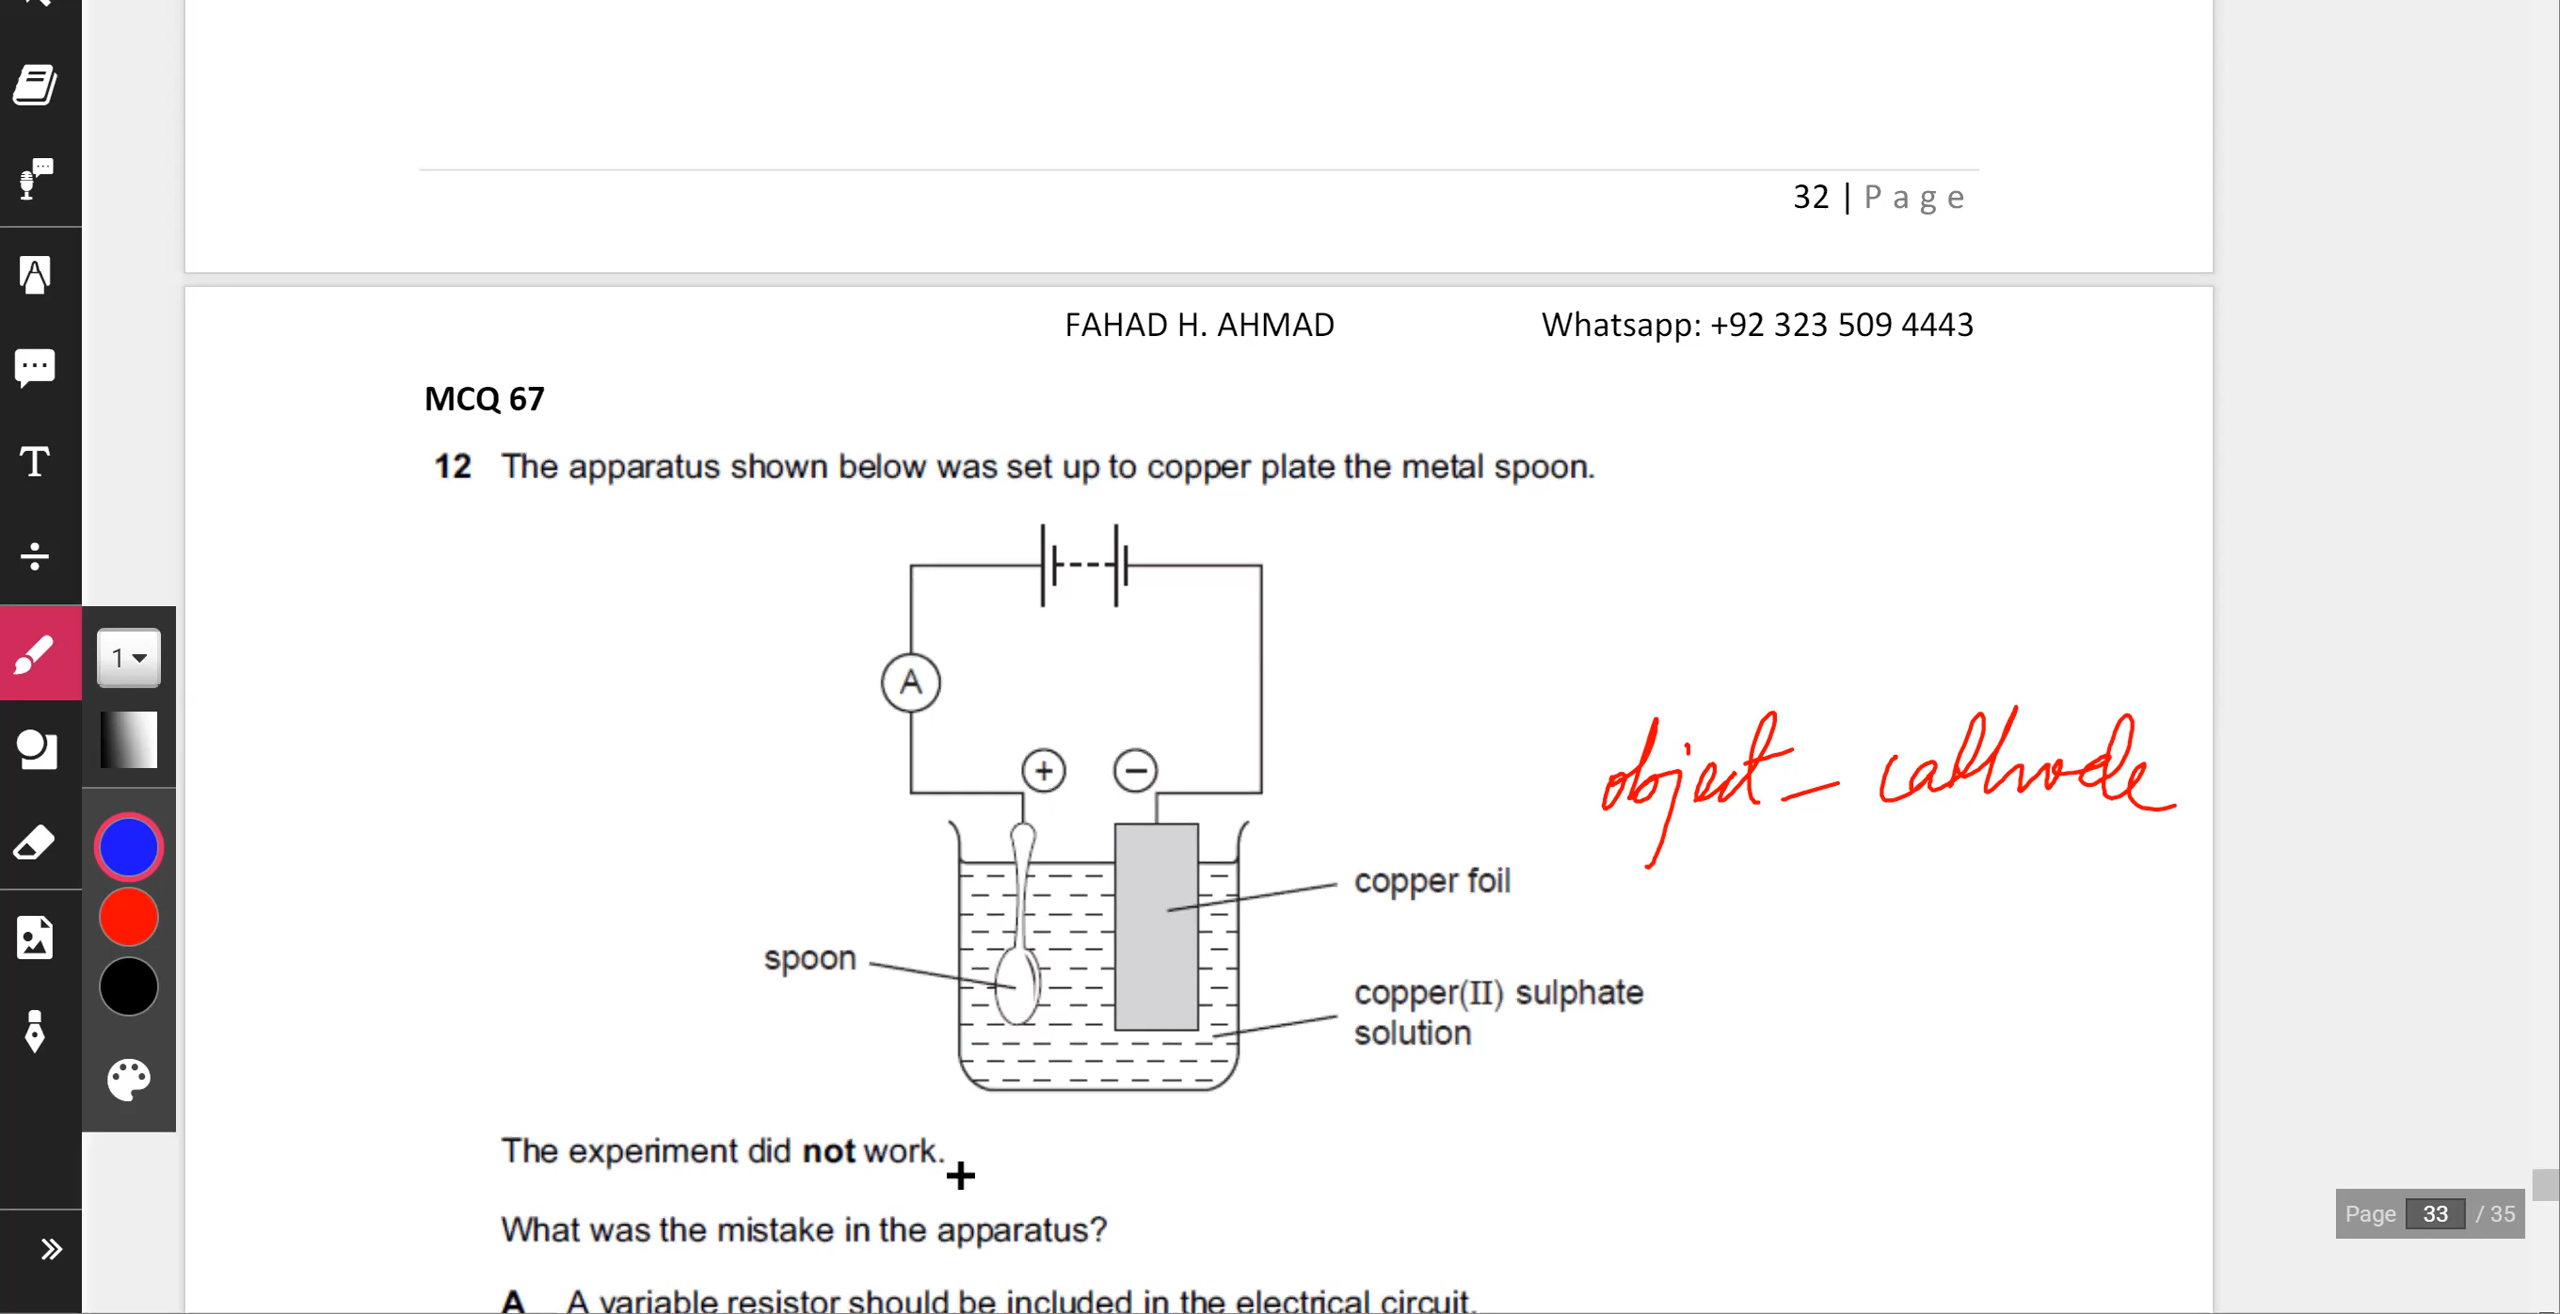 32 | Page
FAHAD H. AHMAD Whatsapp: +92 323 509 4443
MCQ 67
12 The apparatus shown below was set up to copper plate the metal spoon.
A
+ −
object - cathode
copper foil
spoon
copper(II) sulphate
solution
The experiment did not work.
What was the mistake in the apparatus?
A A variable resistor should be included in the electrical circuit.
1
Page 33 / 35